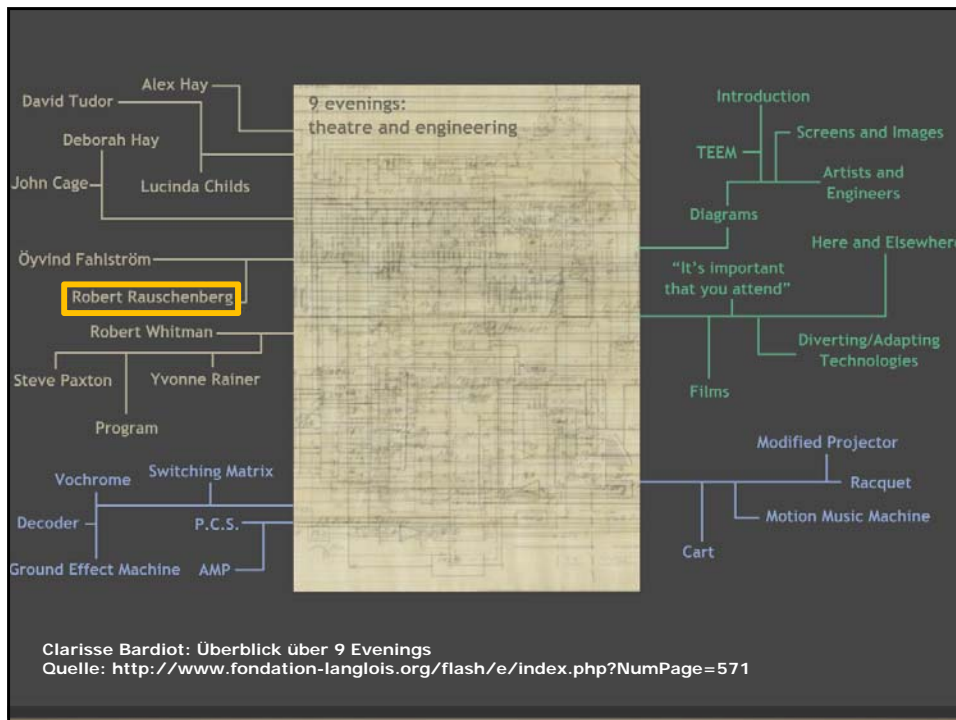 Alex Hay
David Tudor
Deborah Hay
John Cage
Lucinda Childs
Öyvind Fahlström
Robert Rauschenberg
Robert Whitman
Steve Paxton
Yvonne Rainer
Program
Switching Matrix
Vochrome
Decoder
P.C.S.
Ground Effect Machine
AMP
9 evenings:
theatre and engineering
Introduction
Screens and Images
TEEM
Artists and
Engineers
Diagrams
Here and Elsewhere
“It's important
that you attend”
Diverting/Adapting
Technologies
Films
Modified Projector
Racquet
Motion Music Machine
Cart
Clarisse Bardiot: Überblick über 9 Evenings
Quelle: http://www.fondation-langlois.org/flash/e/index.php?NumPage=571